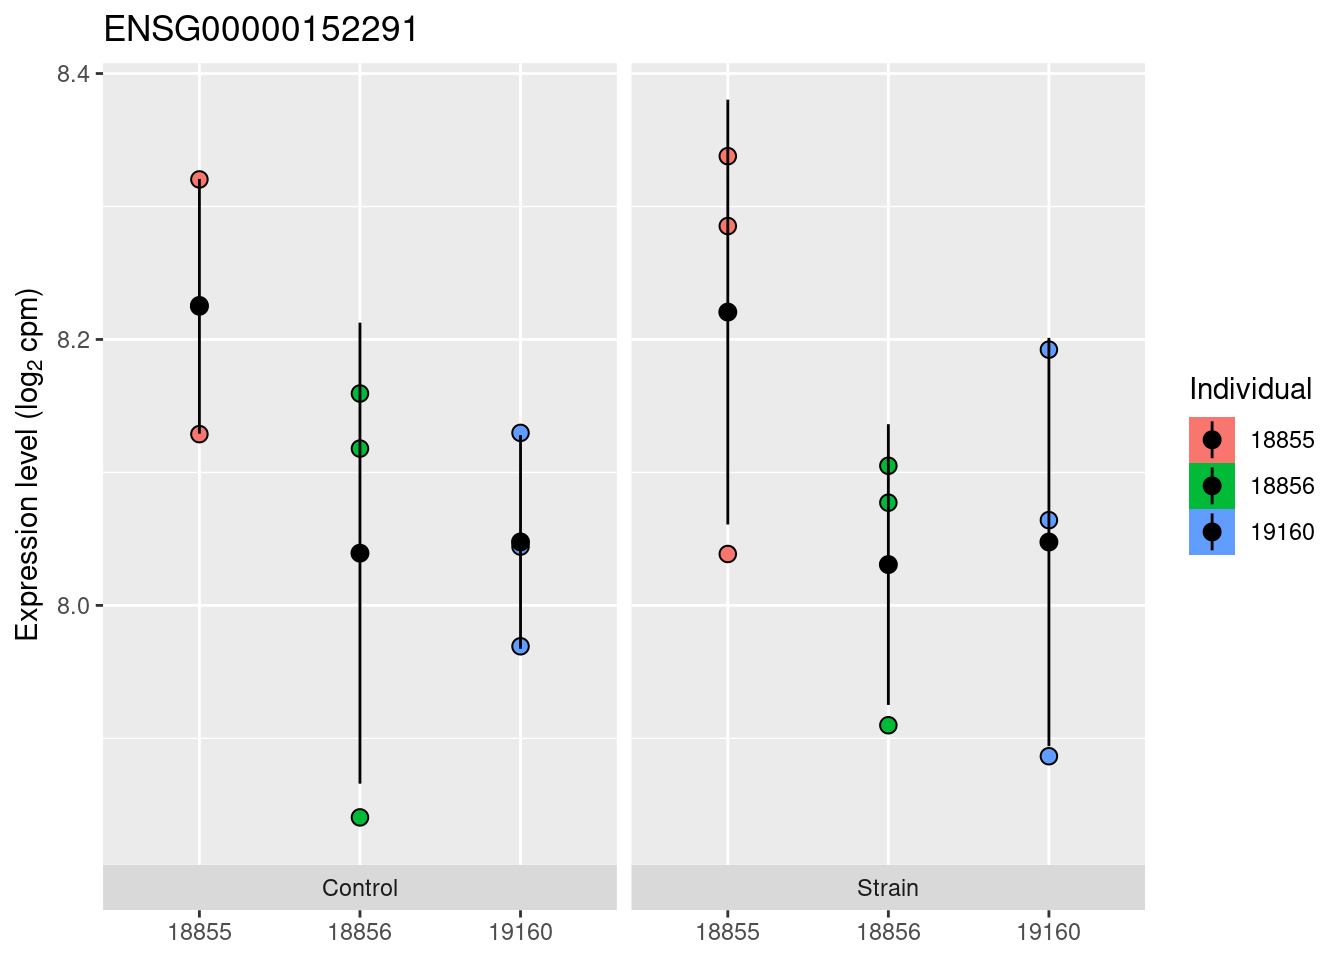 ENSG00000152291
Expression level (log2 cpm)
8.4
8.2
8.0
Control
Strain
18855
18856
19160
18855
18856
19160
Individual
18855
18856
19160